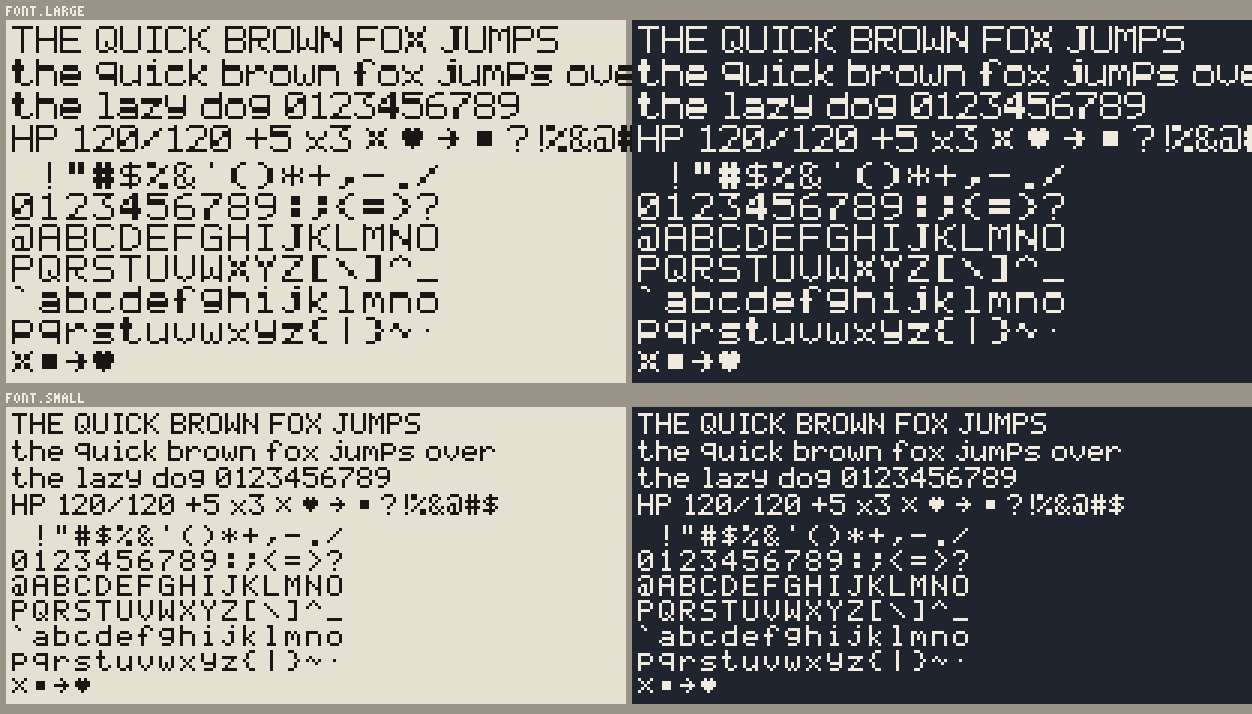 FONT.LARGE
THE QUICK BROWN FOX JUMPS
the quick brown fox jumps ove
the lazy dog 0123456789
HP 120/120 +5 x3 × ♥ → ▪ ?!%&@#
 !"#$%&'()*+,-./
0123456789:;<=>?
@ABCDEFGHIJKLMNO
PQRSTUVWXYZ[\]^_
`abcdefghijklmno
pqrstuvwxyz{|}~·
×▪→♥
THE QUICK BROWN FOX JUMPS
the quick brown fox jumps ove
the lazy dog 0123456789
HP 120/120 +5 x3 × ♥ → ▪ ?!%&@#
 !"#$%&'()*+,-./
0123456789:;<=>?
@ABCDEFGHIJKLMNO
PQRSTUVWXYZ[\]^_
`abcdefghijklmno
pqrstuvwxyz{|}~·
×▪→♥
FONT.SMALL
THE QUICK BROWN FOX JUMPS
the quick brown fox jumps over
the lazy dog 0123456789
HP 120/120 +5 x3 × ♥ → ▪ ?!%&@#$
 !"#$%&'()*+,-./
0123456789:;<=>?
@ABCDEFGHIJKLMNO
PQRSTUVWXYZ[\]^_
`abcdefghijklmno
pqrstuvwxyz{|}~·
×▪→♥
THE QUICK BROWN FOX JUMPS
the quick brown fox jumps over
the lazy dog 0123456789
HP 120/120 +5 x3 × ♥ → ▪ ?!%&@#$
 !"#$%&'()*+,-./
0123456789:;<=>?
@ABCDEFGHIJKLMNO
PQRSTUVWXYZ[\]^_
`abcdefghijklmno
pqrstuvwxyz{|}~·
×▪→♥